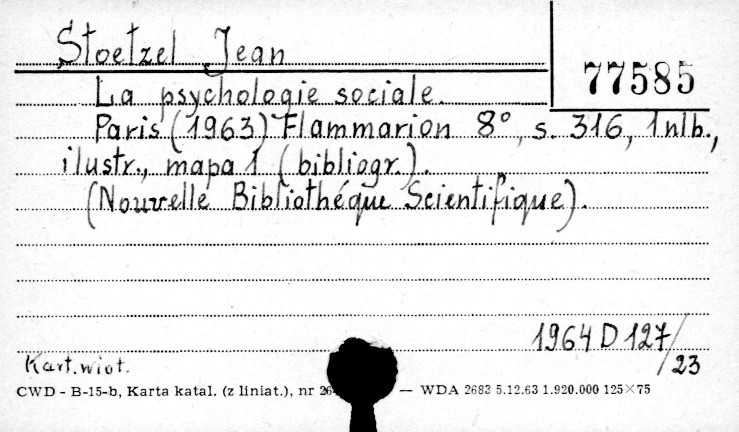 Stoetzel Jean
77585
La psychologie sociale.
Paris (1963) Flammarion 8°, s. 316, 1 nlb.,
ilustr., mapa 1 (bibliogr.).
(Nouvelle Bibliothéque Scientifique).
1964 D 127/23
Kart. wiot.
CWD - B-15-b, Karta katal. (z liniat.), nr 26 — WDA 2683 5.12.63 1.920.000 125×75